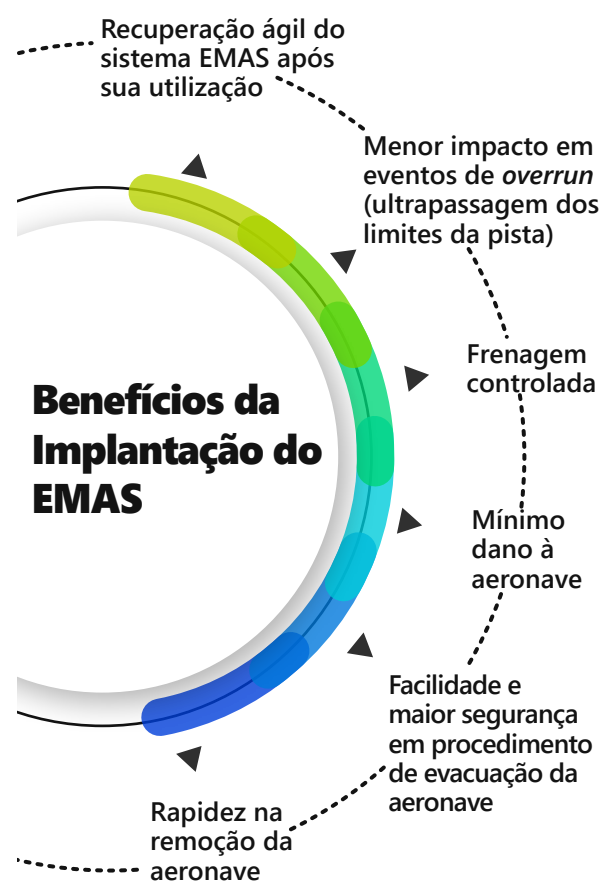 Recuperação ágil do
sistema EMAS após
sua utilização
Menor impacto em
eventos de overrun
(ultrapassagem dos
limites da pista)
Frenagem
controlada
Benefícios da
Implantação do
EMAS
Mínimo
dano à
aeronave
Facilidade e
maior segurança
em procedimento
de evacuação da
aeronave
Rapidez na
remoção da
aeronave